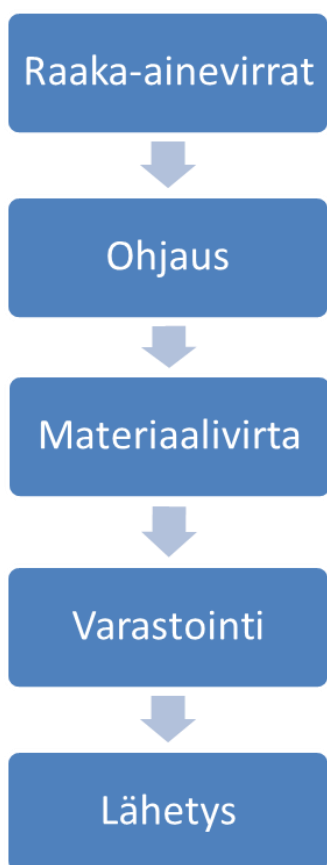 Raaka-ainevirrat
Ohjaus
Materiaalivirta
Varastointi
Lähetys